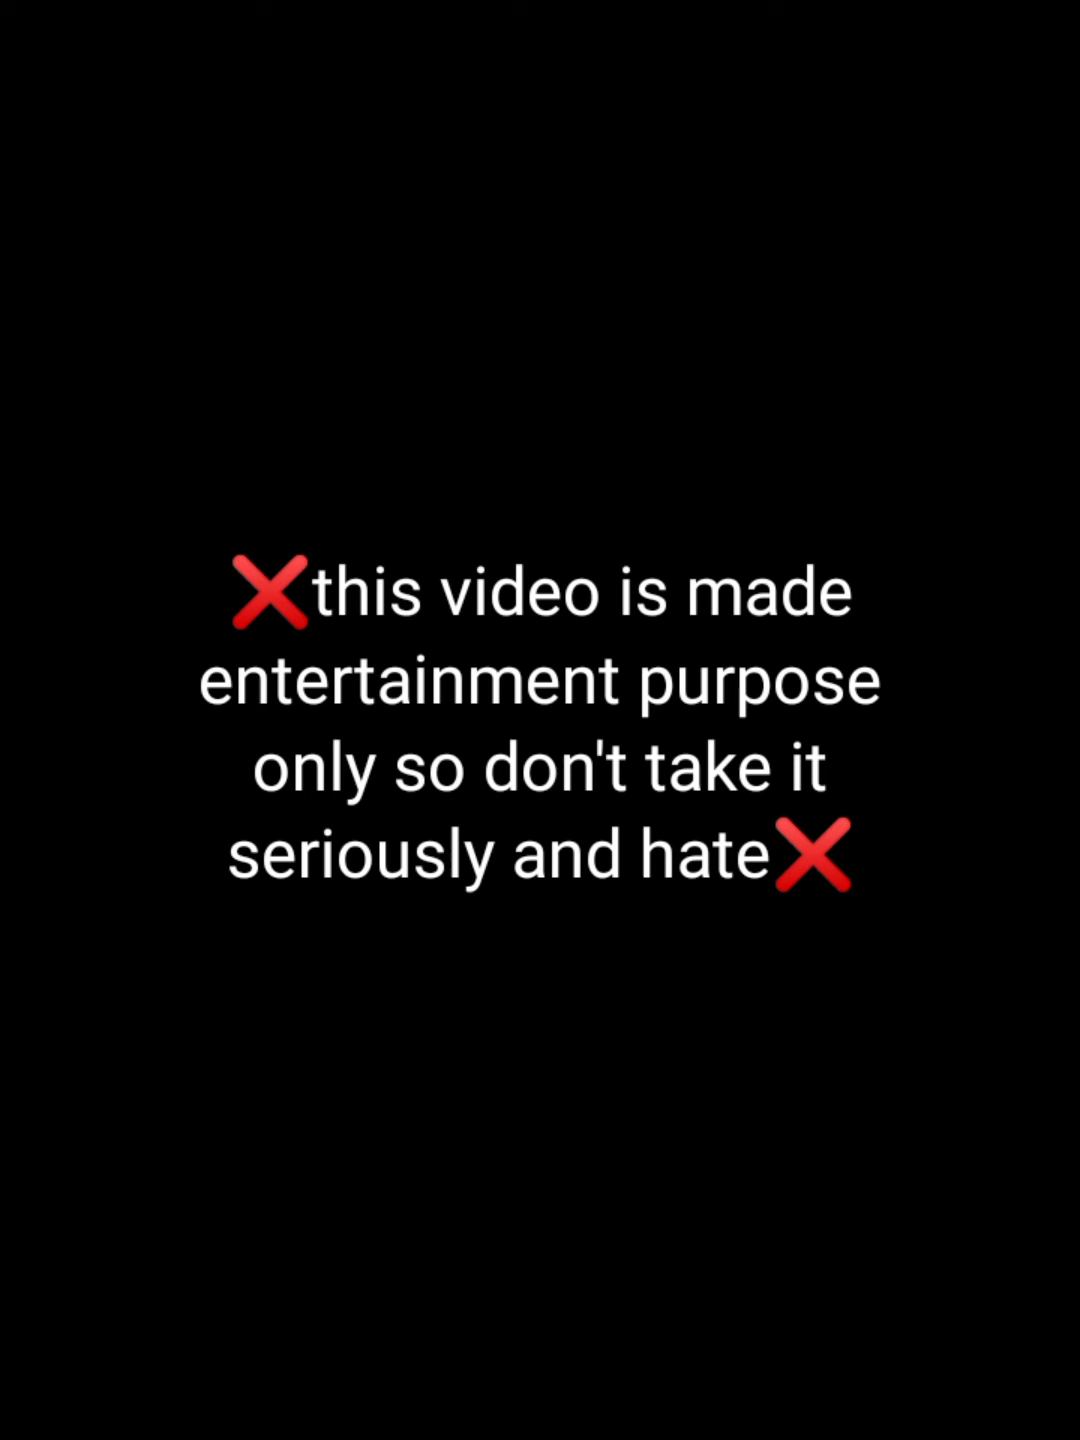 ❌this video is made
entertainment purpose
only so don't take it
seriously and hate❌